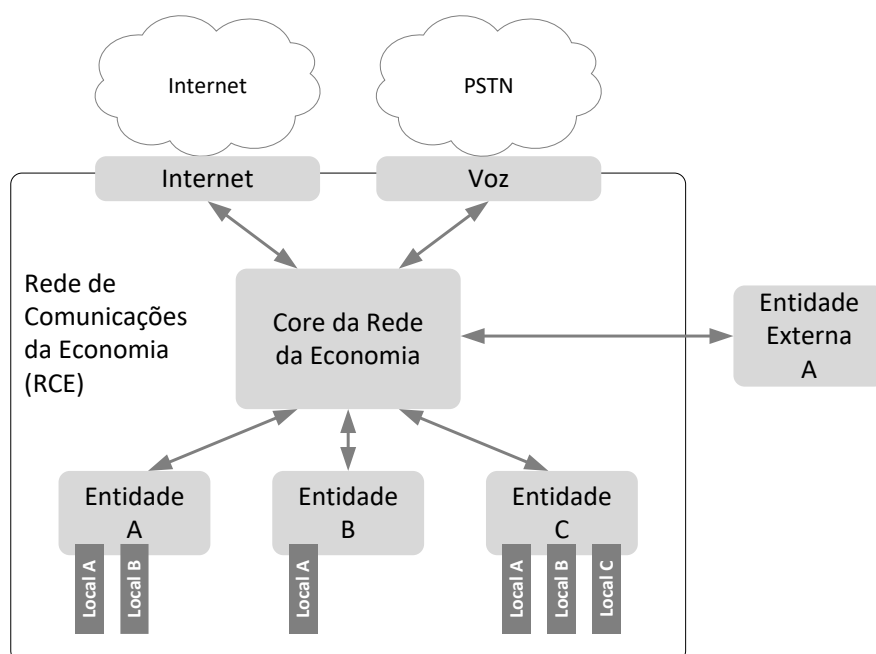 Internet
PSTN
Internet
Voz
Rede de
Comunicações
da Economia
(RCE)
Core da Rede
da Economia
Entidade
Externa
A
Entidade
A
Entidade
B
Entidade
C
Local A
Local B
Local A
Local A
Local B
Local C